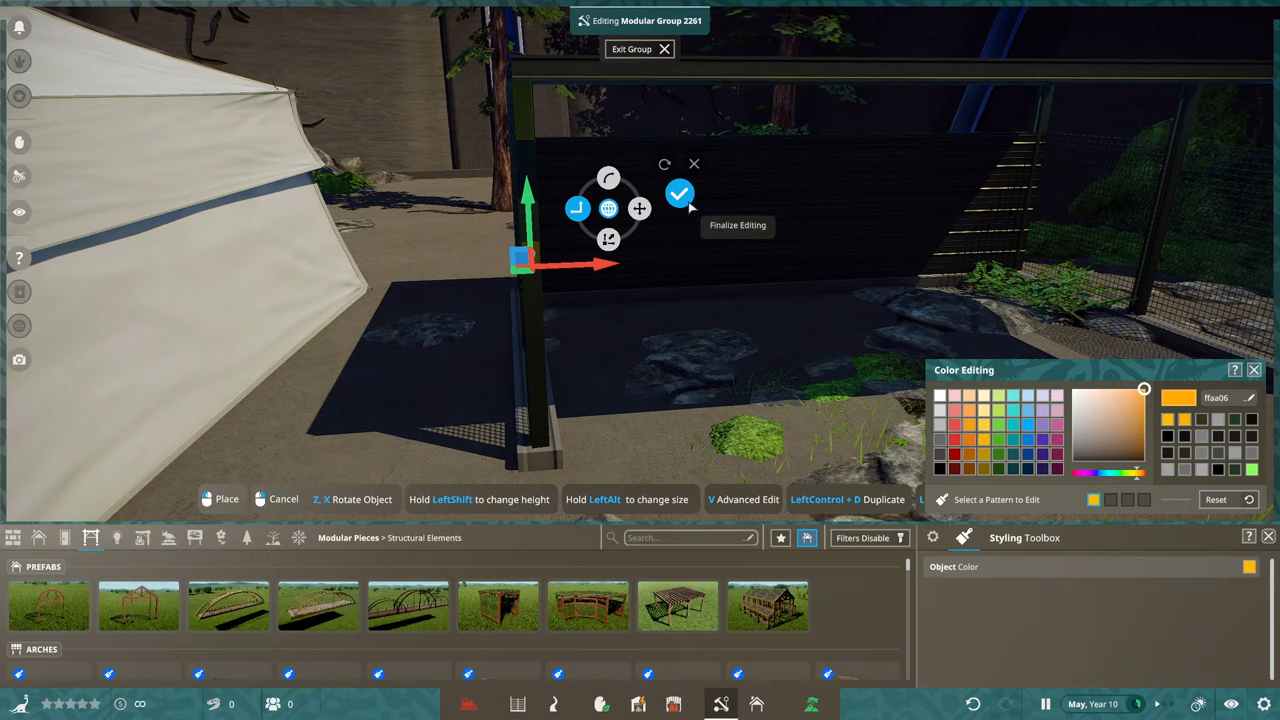 Editing Modular Group 2261
Exit Group
Finalize Editing
Color Editing
?
ffaa06
Select a Pattern to Edit
Reset
Place
Cancel
Z, X Rotate Object
Hold LeftShift to change height
Hold LeftAlt to change size
V Advanced Edit
LeftControl + D Duplicate
L
?
Modular Pieces > Structural Elements
Search...
Filters Disable
Styling Toolbox
?
PREFABS
Object Color
ARCHES
∞
0
0
May, Year 10